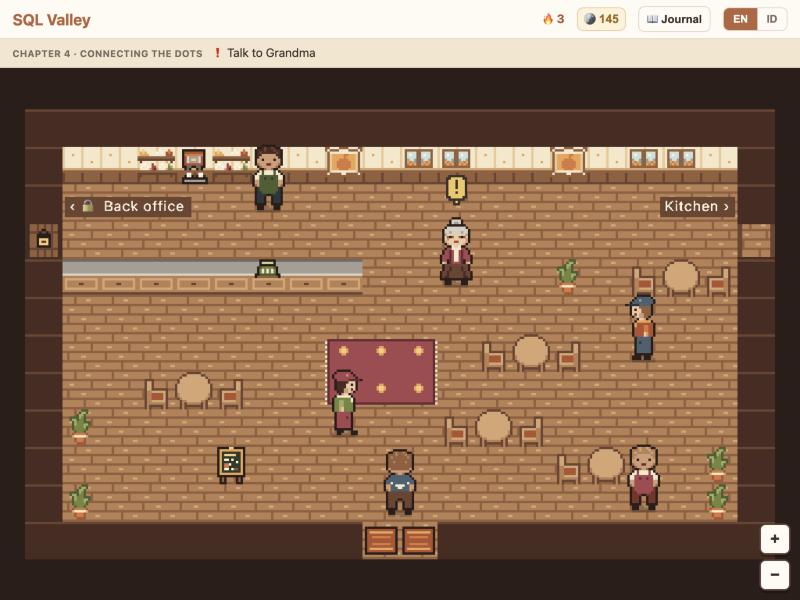 SQL Valley
🔥 3
145
📖 Journal
EN
ID
CHAPTER 4 · CONNECTING THE DOTS
! Talk to Grandma
!
‹ 🔒 Back office
Kitchen ›
+
−